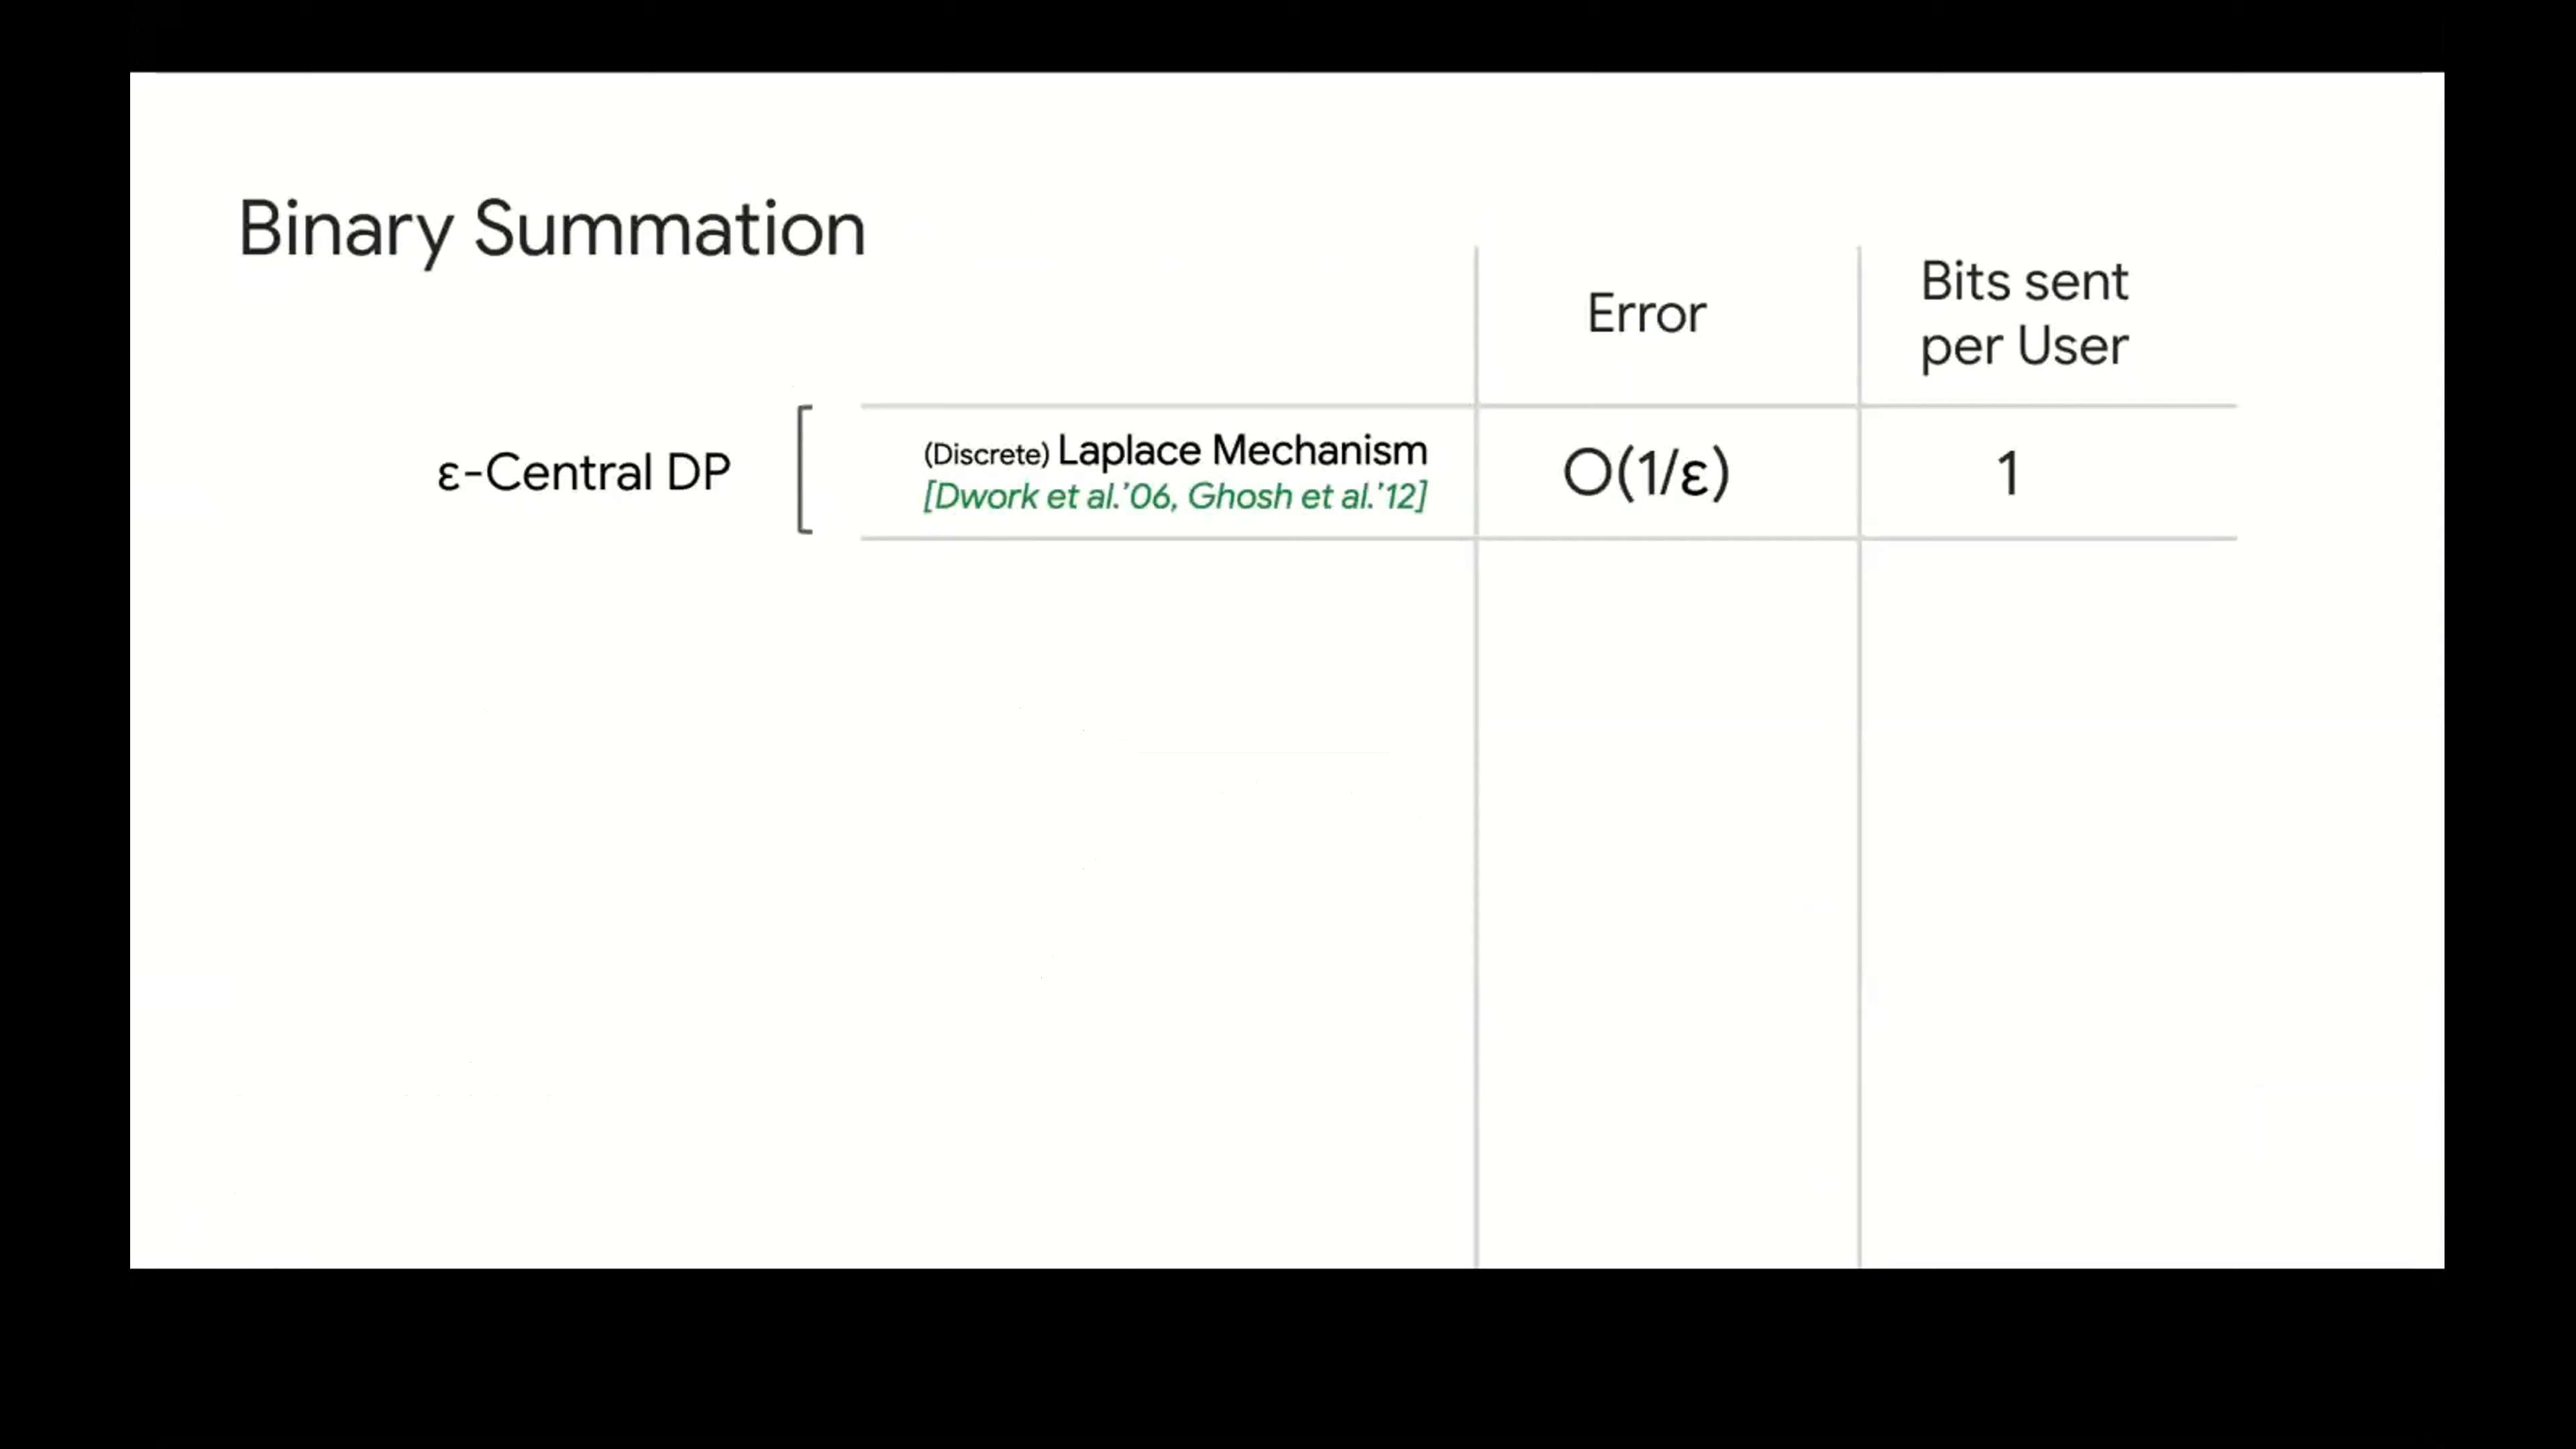 Binary Summation
Error
Bits sent
per User
ε-Central DP
(Discrete) Laplace Mechanism
[Dwork et al.'06, Ghosh et al.'12]
O(1/ε)
1